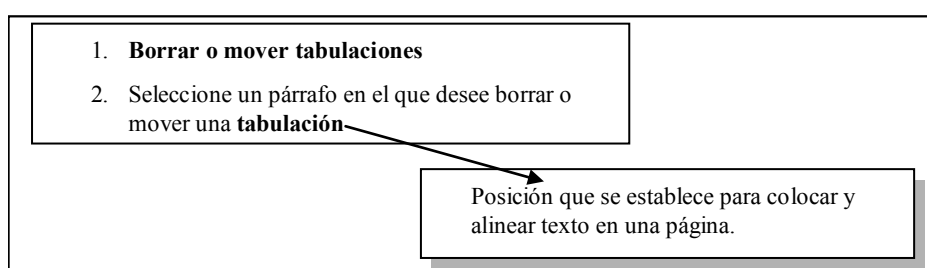 1. Borrar o mover tabulaciones
2. Seleccione un párrafo en el que desee borrar o
mover una tabulación
Posición que se establece para colocar y
alinear texto en una página.